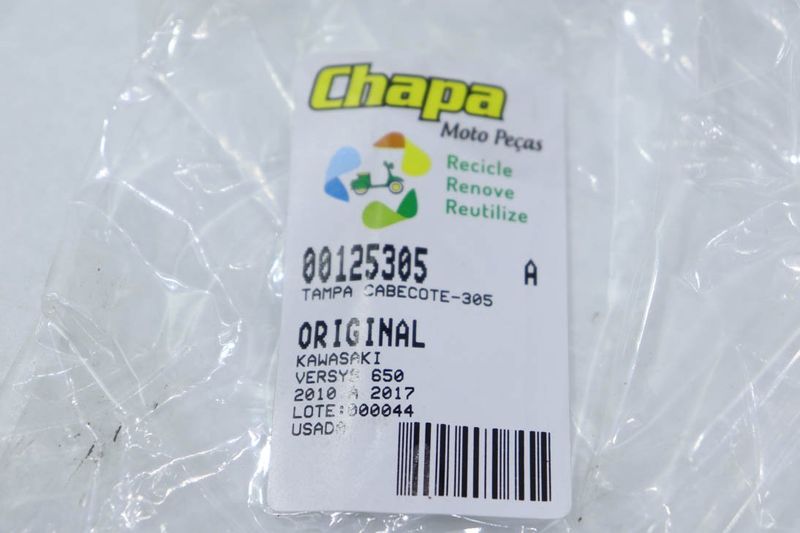 Chapa
Moto Peças
Recicle
Renove
Reutilize
00125305 A
TAMPA CABECOTE-305
ORIGINAL
KAWASAKI
VERSYS 650
2010 A 2017
LOTE:000044
USADA